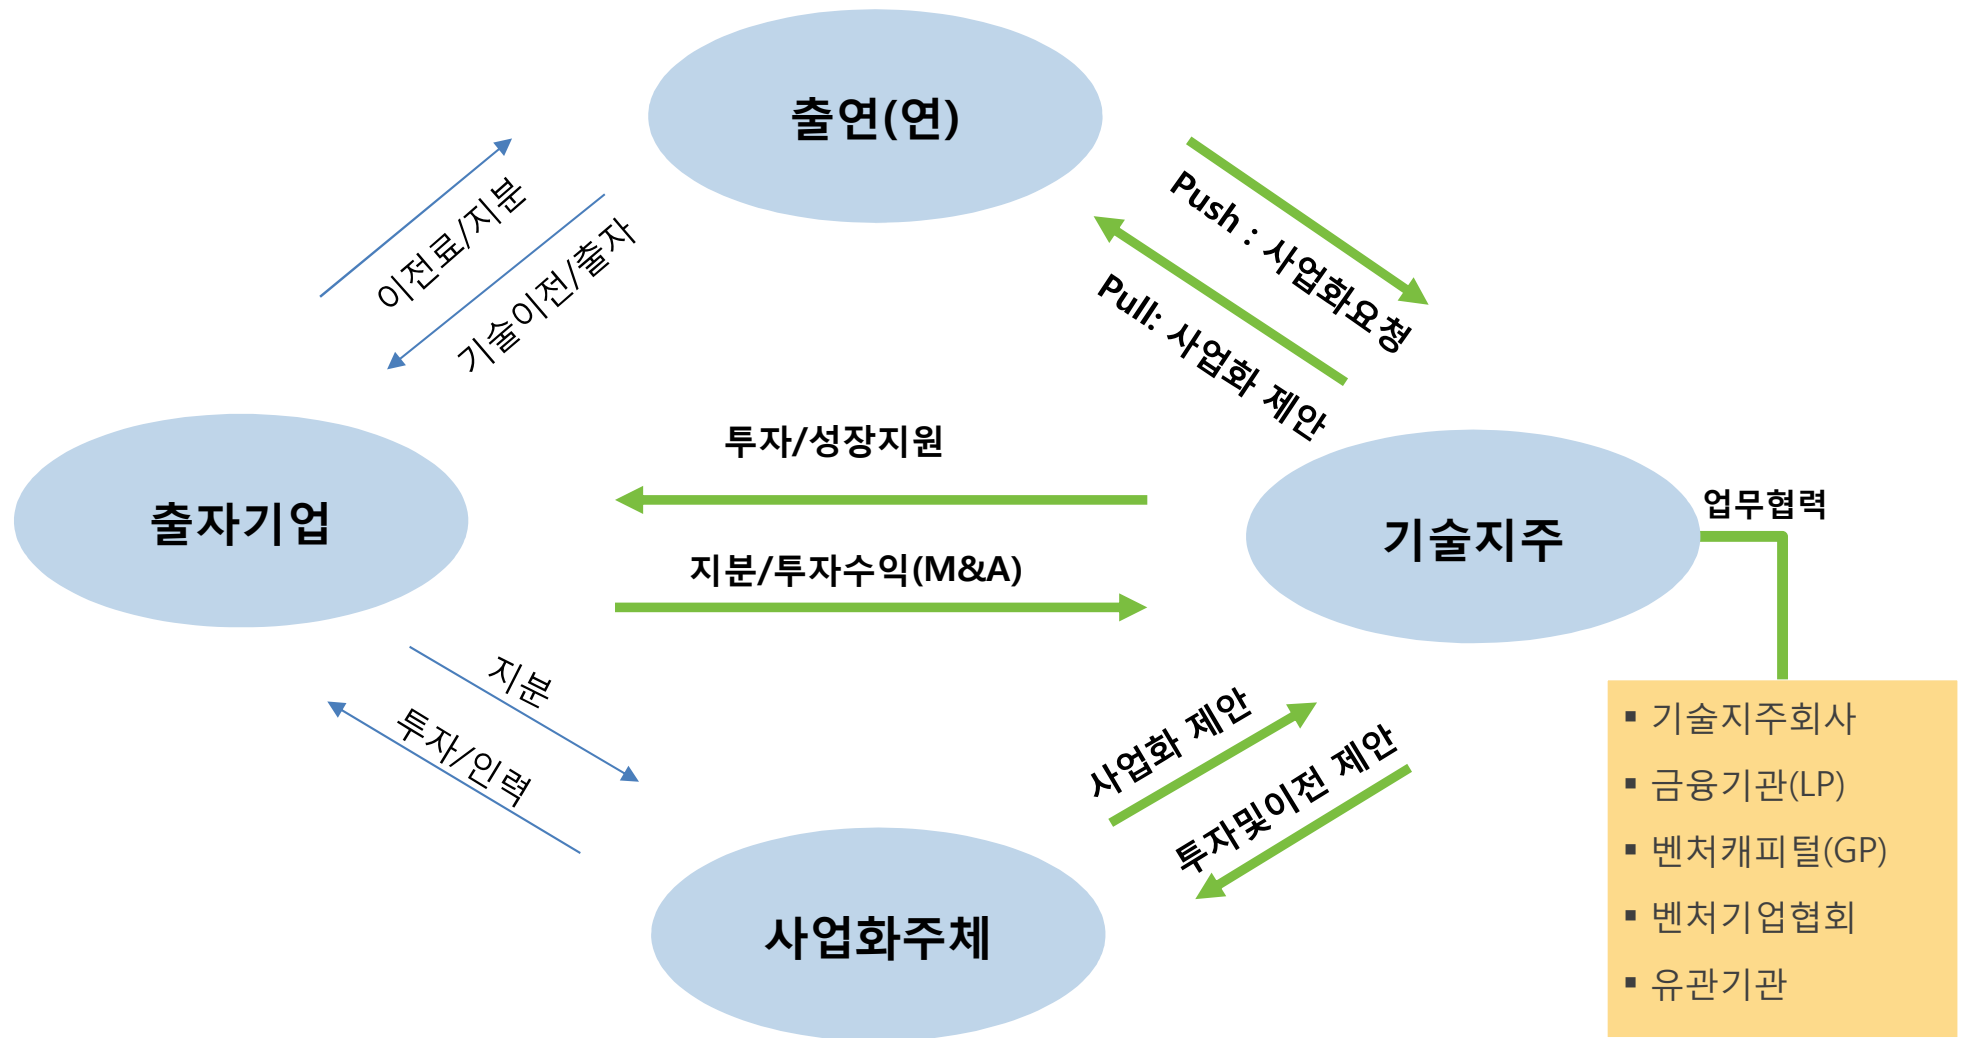 출연(연)
이전료/지분
기술이전/출자
Push : 사업화요청
Pull: 사업화 제안
투자/성장지원
출자기업
지분/투자수익(M&A)
기술지주
업무협력
지분
투자/인력
사업화 제안
투자및이전 제안
사업화주체
▪ 기술지주회사
▪ 금융기관(LP)
▪ 벤처캐피털(GP)
▪ 벤처기업협회
▪ 유관기관